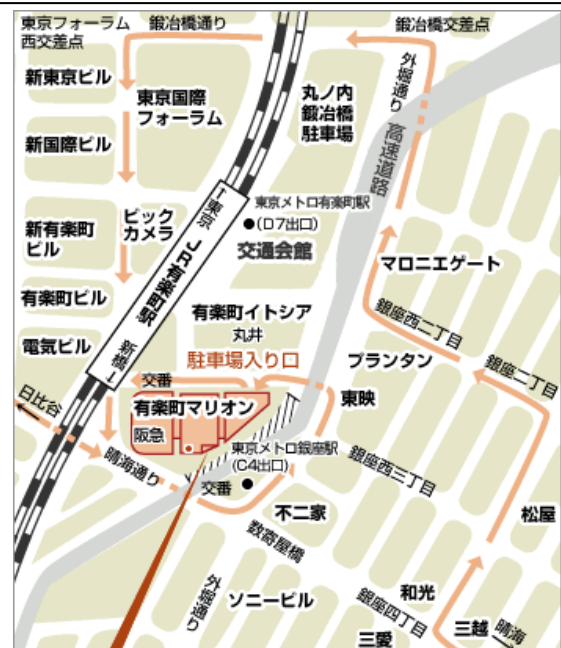 東京フォーラム
西交差点
鍛冶橋通り
鍛冶橋交差点
新東京ビル
東京国際
フォーラム
丸ノ内
鍛冶橋
駐車場
外堀通り
高速道路
新国際ビル
東京メトロ有楽町駅
●(D7出口)
交通会館
↑東京 JR有楽町駅 新橋↓
新有楽町
ビル
ビック
カメラ
マロニエゲート
有楽町ビル
有楽町イトシア
丸井
銀座西二丁目
銀座二丁目
電気ビル
駐車場入り口
プランタン
交番
日比谷
有楽町マリオン
阪急
東映
東京メトロ銀座駅
(C4出口)
晴海通り
交番
銀座西三丁目
不二家
松屋
数寄屋橋
外堀通り
ソニービル
和光
銀座四丁目
三愛
三越
晴海